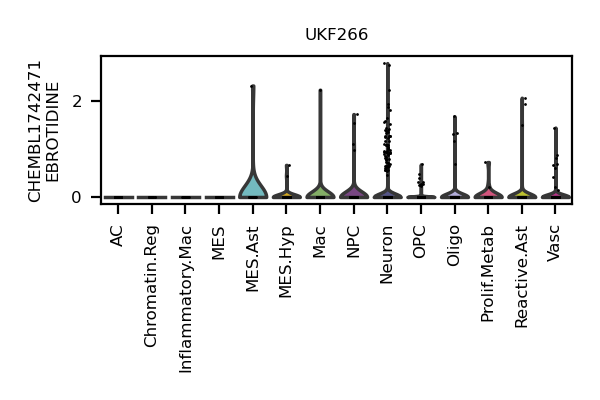 UKF266
CHEMBL1742471
EBROTIDINE
2
0
AC
Chromatin.Reg
Inflammatory.Mac
MES
MES.Ast
MES.Hyp
Mac
NPC
Neuron
OPC
Oligo
Prolif.Metab
Reactive.Ast
Vasc